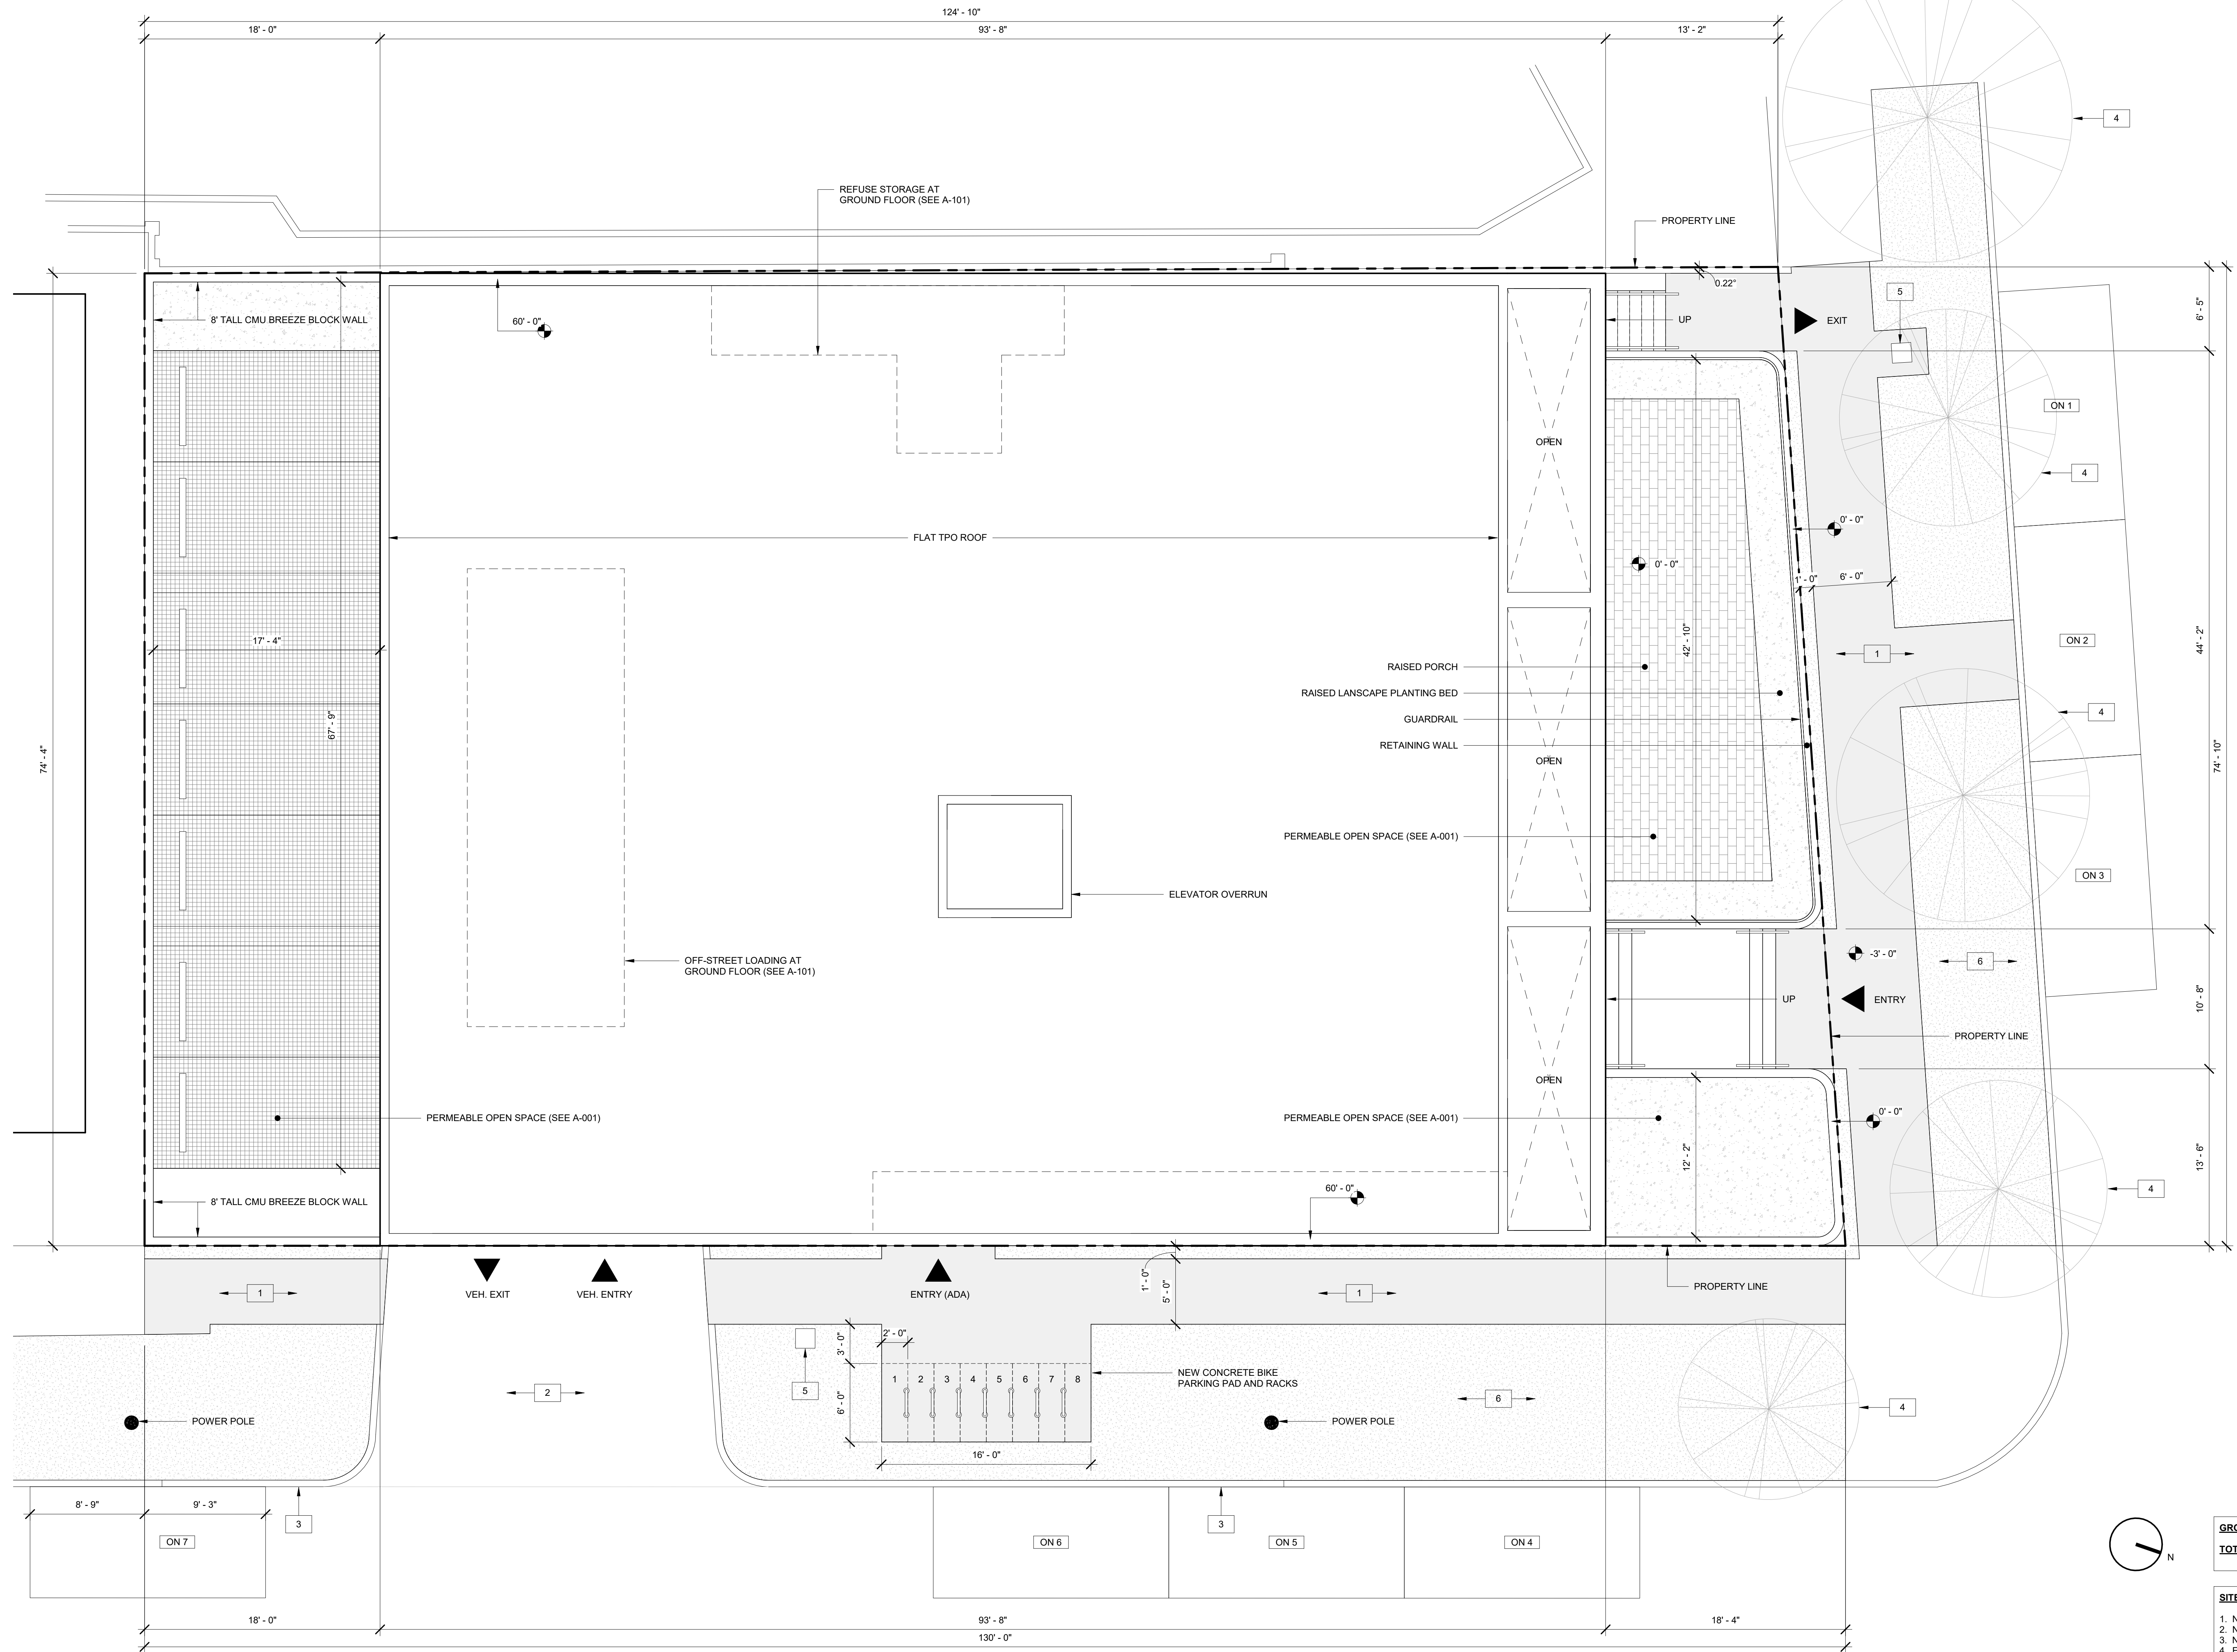 124' - 10"
18' - 0"
93' - 8"
13' - 2"
4
REFUSE STORAGE AT
GROUND FLOOR (SEE A-101)
PROPERTY LINE
0.22"
5
8' TALL CMU BREEZE BLOCK WALL
60' - 0"
UP
EXIT
6' - 5"
ON 1
OPEN
4
0' - 0"
FLAT TPO ROOF
0' - 0"
1' - 0"
6' - 0"
17' - 4"
42' - 10"
1
ON 2
44' - 2"
RAISED PORCH
RAISED LANSCAPE PLANTING BED
GUARDRAIL
RETAINING WALL
4
67' - 9"
74' - 4"
74' - 10"
OPEN
PERMEABLE OPEN SPACE (SEE A-001)
ELEVATOR OVERRUN
ON 3
OFF-STREET LOADING AT
GROUND FLOOR (SEE A-101)
-3' - 0"
6
UP
ENTRY
10' - 8"
PROPERTY LINE
OPEN
PERMEABLE OPEN SPACE (SEE A-001)
PERMEABLE OPEN SPACE (SEE A-001)
0' - 0"
12' - 2"
13' - 6"
4
8' TALL CMU BREEZE BLOCK WALL
60' - 0"
1
VEH. EXIT
VEH. ENTRY
ENTRY (ADA)
1' - 0"
5' - 0"
1
PROPERTY LINE
2' - 0"
3' - 0"
5
2
1 2 3 4 5 6 7 8
NEW CONCRETE BIKE
PARKING PAD AND RACKS
6' - 0"
6
4
POWER POLE
POWER POLE
16' - 0"
8' - 9"
9' - 3"
3
3
ON 7
ON 6
ON 5
ON 4
N
GRO
TOT
SITE
1. N
2. N
3. N
4. E
18' - 0"
93' - 8"
18' - 4"
130' - 0"